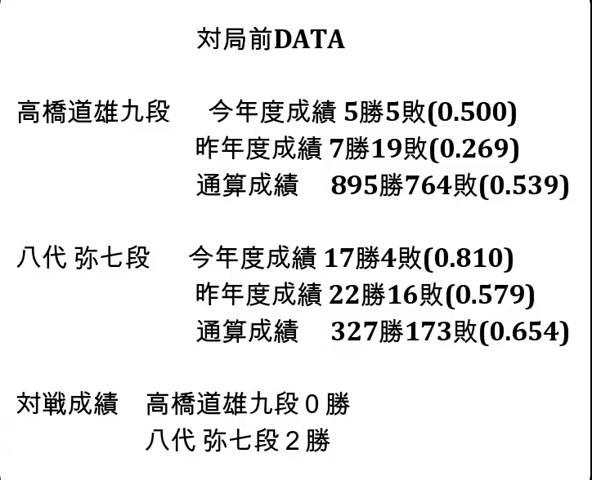 対局前DATA
高橋道雄九段 今年度成績 5勝5敗(0.500)
昨年度成績 7勝19敗(0.269)
通算成績 895勝764敗(0.539)
八代 弥七段 今年度成績 17勝4敗(0.810)
昨年度成績 22勝16敗(0.579)
通算成績 327勝173敗(0.654)
対戦成績 高橋道雄九段 0 勝
八代 弥七段 2 勝